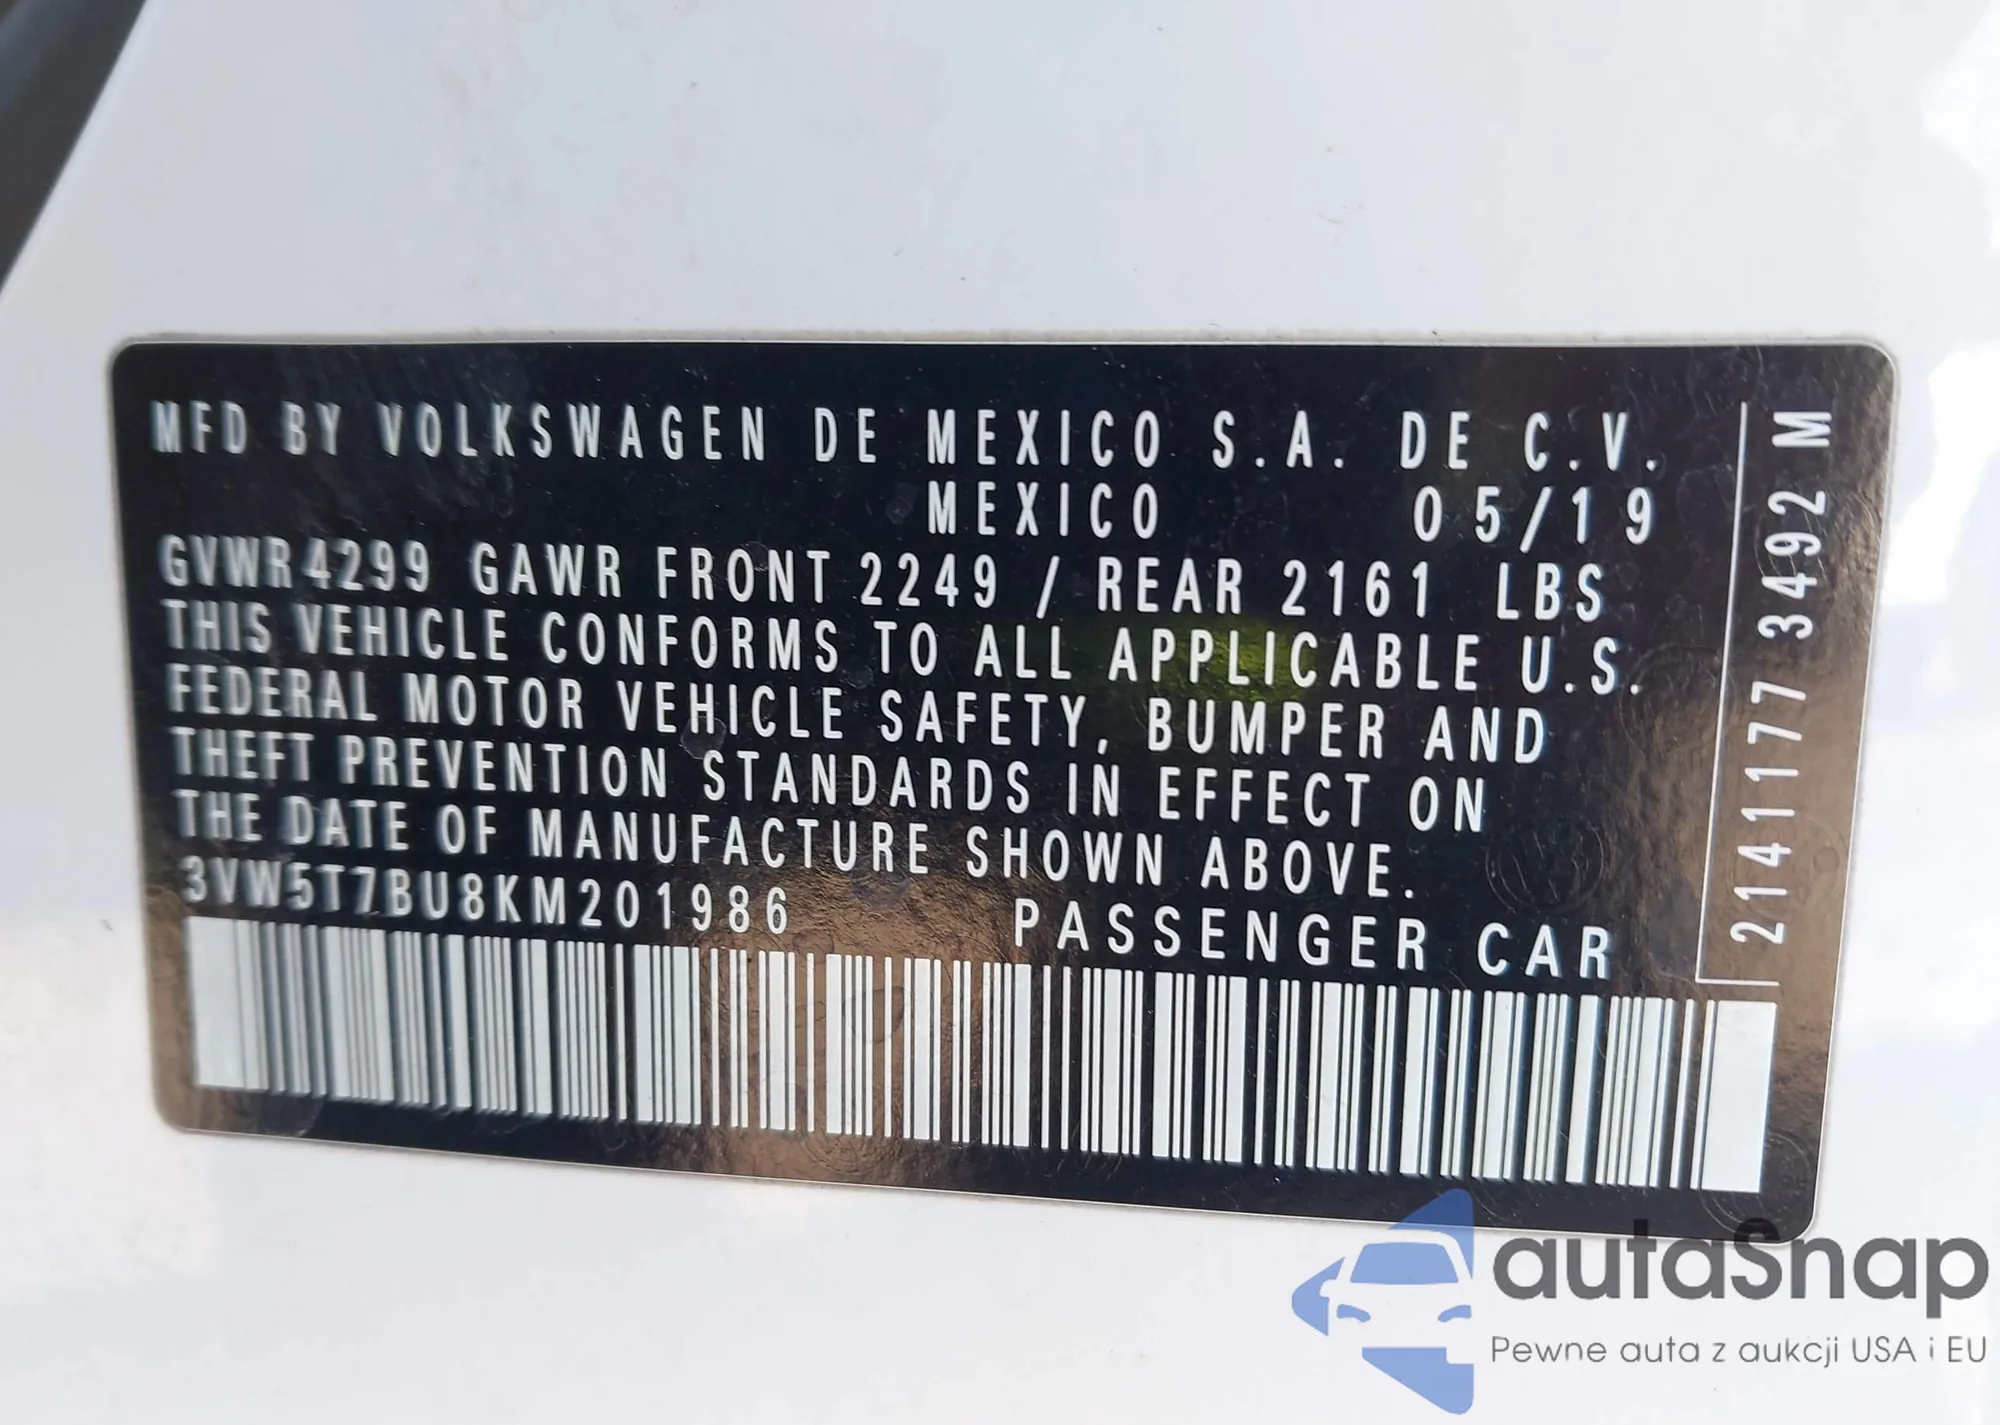 MFD BY VOLKSWAGEN DE MEXICO S.A. DE C.V.
MEXICO 05/19
GVWR 4299 GAWR FRONT 2249 / REAR 2161 LBS
THIS VEHICLE CONFORMS TO ALL APPLICABLE U.S.
FEDERAL MOTOR VEHICLE SAFETY, BUMPER AND
THEFT PREVENTION STANDARDS IN EFFECT ON
THE DATE OF MANUFACTURE SHOWN ABOVE.
3VW5T7BU8KM201986 PASSENGER CAR
2141177 3492 M
autaSnap
Pewne auta z aukcji USA i EU